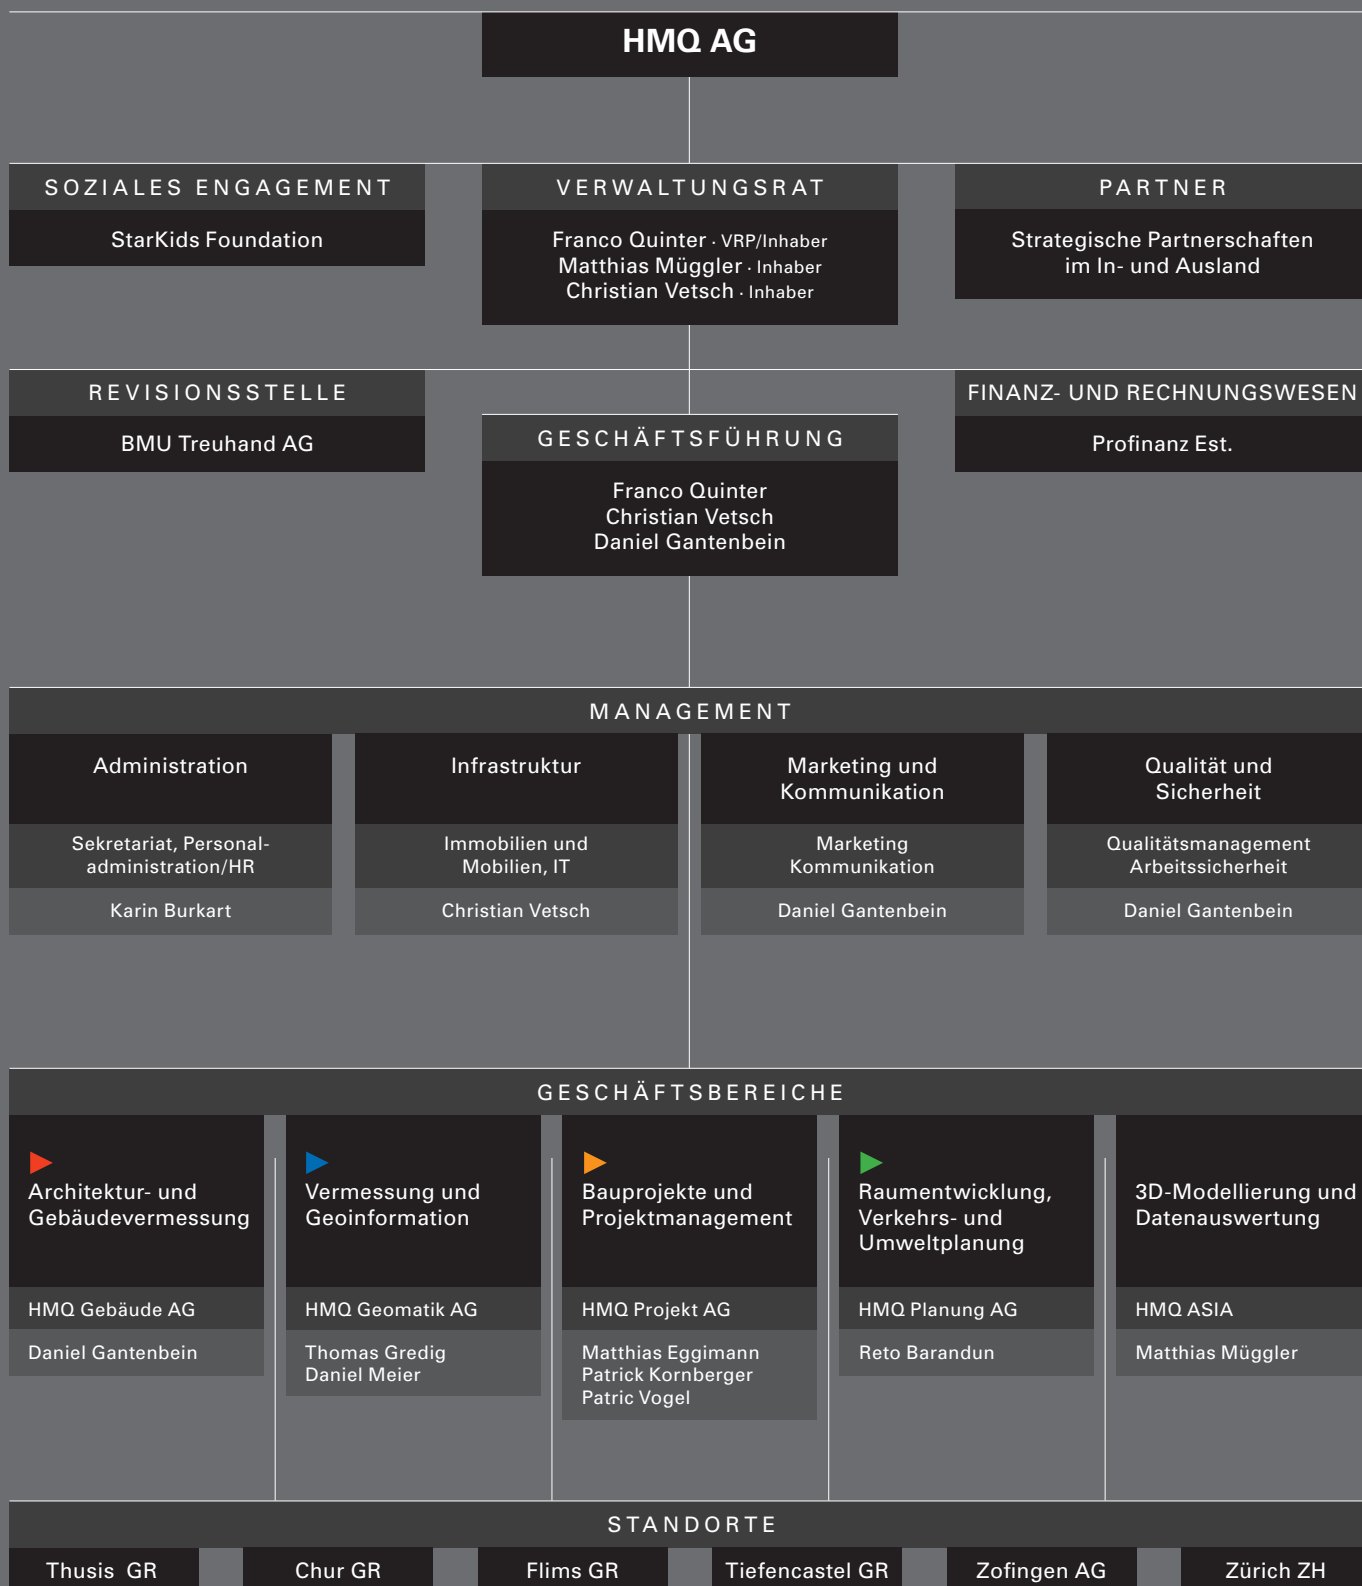 HMQ AG
SOZIALES ENGAGEMENT
StarKids Foundation
VERWALTUNGSRAT
Franco Quinter · VRP/Inhaber
Matthias Müggler · Inhaber
Christian Vetsch · Inhaber
PARTNER
Strategische Partnerschaften
im In- und Ausland
REVISIONSSTELLE
BMU Treuhand AG
GESCHÄFTSFÜHRUNG
Franco Quinter
Christian Vetsch
Daniel Gantenbein
FINANZ- UND RECHNUNGSWESEN
Profinanz Est.
MANAGEMENT
Administration
Sekretariat, Personal-
administration/HR
Karin Burkart
Infrastruktur
Immobilien und
Mobilien, IT
Christian Vetsch
Marketing und
Kommunikation
Marketing
Kommunikation
Daniel Gantenbein
Qualität und
Sicherheit
Qualitätsmanagement
Arbeitssicherheit
Daniel Gantenbein
GESCHÄFTSBEREICHE
Architektur- und
Gebäudevermessung
HMQ Gebäude AG
Daniel Gantenbein
Vermessung und
Geoinformation
HMQ Geomatik AG
Thomas Gredig
Daniel Meier
Bauprojekte und
Projektmanagement
HMQ Projekt AG
Matthias Eggimann
Patrick Kornberger
Patric Vogel
Raumentwicklung,
Verkehrs- und
Umweltplanung
HMQ Planung AG
Reto Barandun
3D-Modellierung und
Datenauswertung
HMQ ASIA
Matthias Müggler
STANDORTE
Thusis GR
Chur GR
Flims GR
Tiefencastel GR
Zofingen AG
Zürich ZH